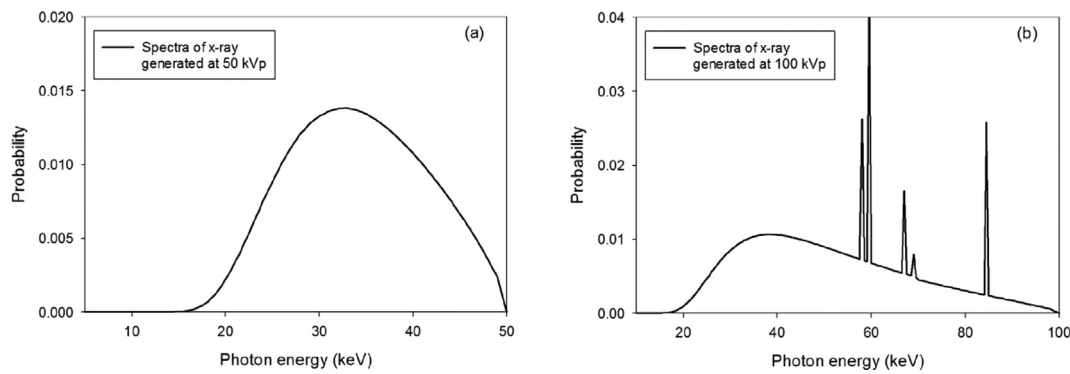 (a)
Spectra of x-ray
generated at 50 kVp
0.020
0.015
0.010
0.005
0.000
Probability
10 20 30 40 50
Photon energy (keV)
(b)
Spectra of x-ray
generated at 100 kVp
0.04
0.03
0.02
0.01
0.00
Probability
20 40 60 80 100
Photon energy (keV)